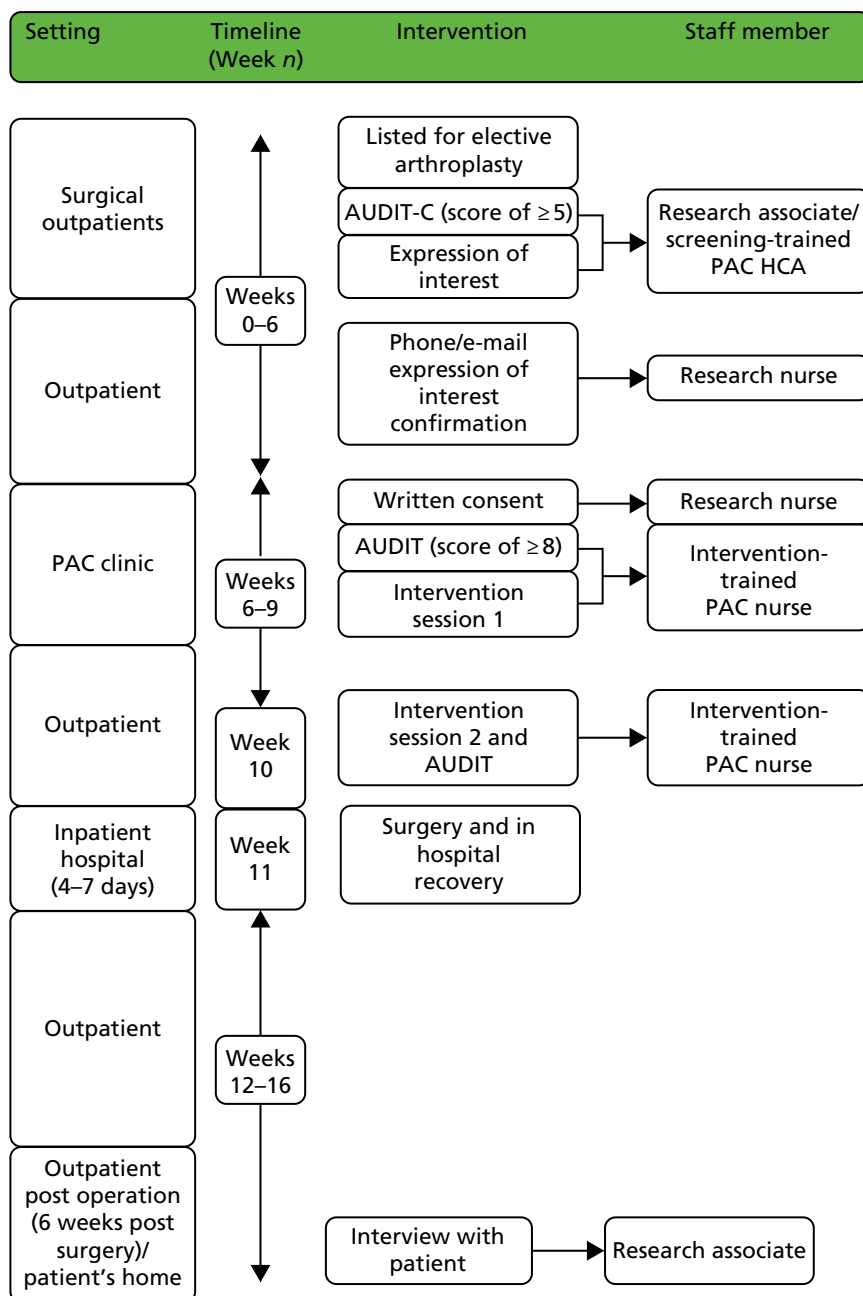 Setting
Timeline
(Week n)
Intervention
Staff member
Surgical
outpatients
Weeks
0–6
Listed for elective
arthroplasty
AUDIT-C (score of ≥5)
Expression of
interest
Research associate/
screening-trained
PAC HCA
Outpatient
Phone/e-mail
expression of
interest
confirmation
Research nurse
PAC clinic
Weeks
6–9
Written consent
Research nurse
AUDIT (score of ≥8)
Intervention
session 1
Intervention-
trained
PAC nurse
Outpatient
Week
10
Intervention
session 2 and
AUDIT
Intervention-
trained
PAC nurse
Inpatient
hospital
(4–7 days)
Week
11
Surgery and in
hospital
recovery
Outpatient
Weeks
12–16
Outpatient
post operation
(6 weeks post
surgery)/
patient’s home
Interview with
patient
Research associate